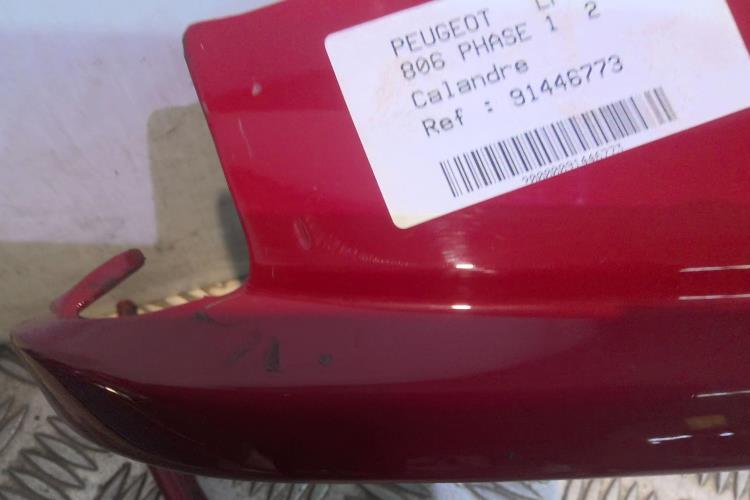 PEUGEOT
806 PHASE 1 2
Calandre
Ref : 91446773